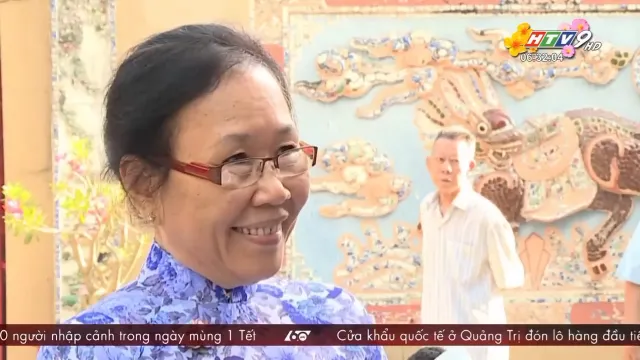 HTV9 HD
06:32:04
0 người nhập cảnh trong ngày mùng 1 Tết
60
Cửa khẩu quốc tế ở Quảng Trị đón lô hàng đầu tiê